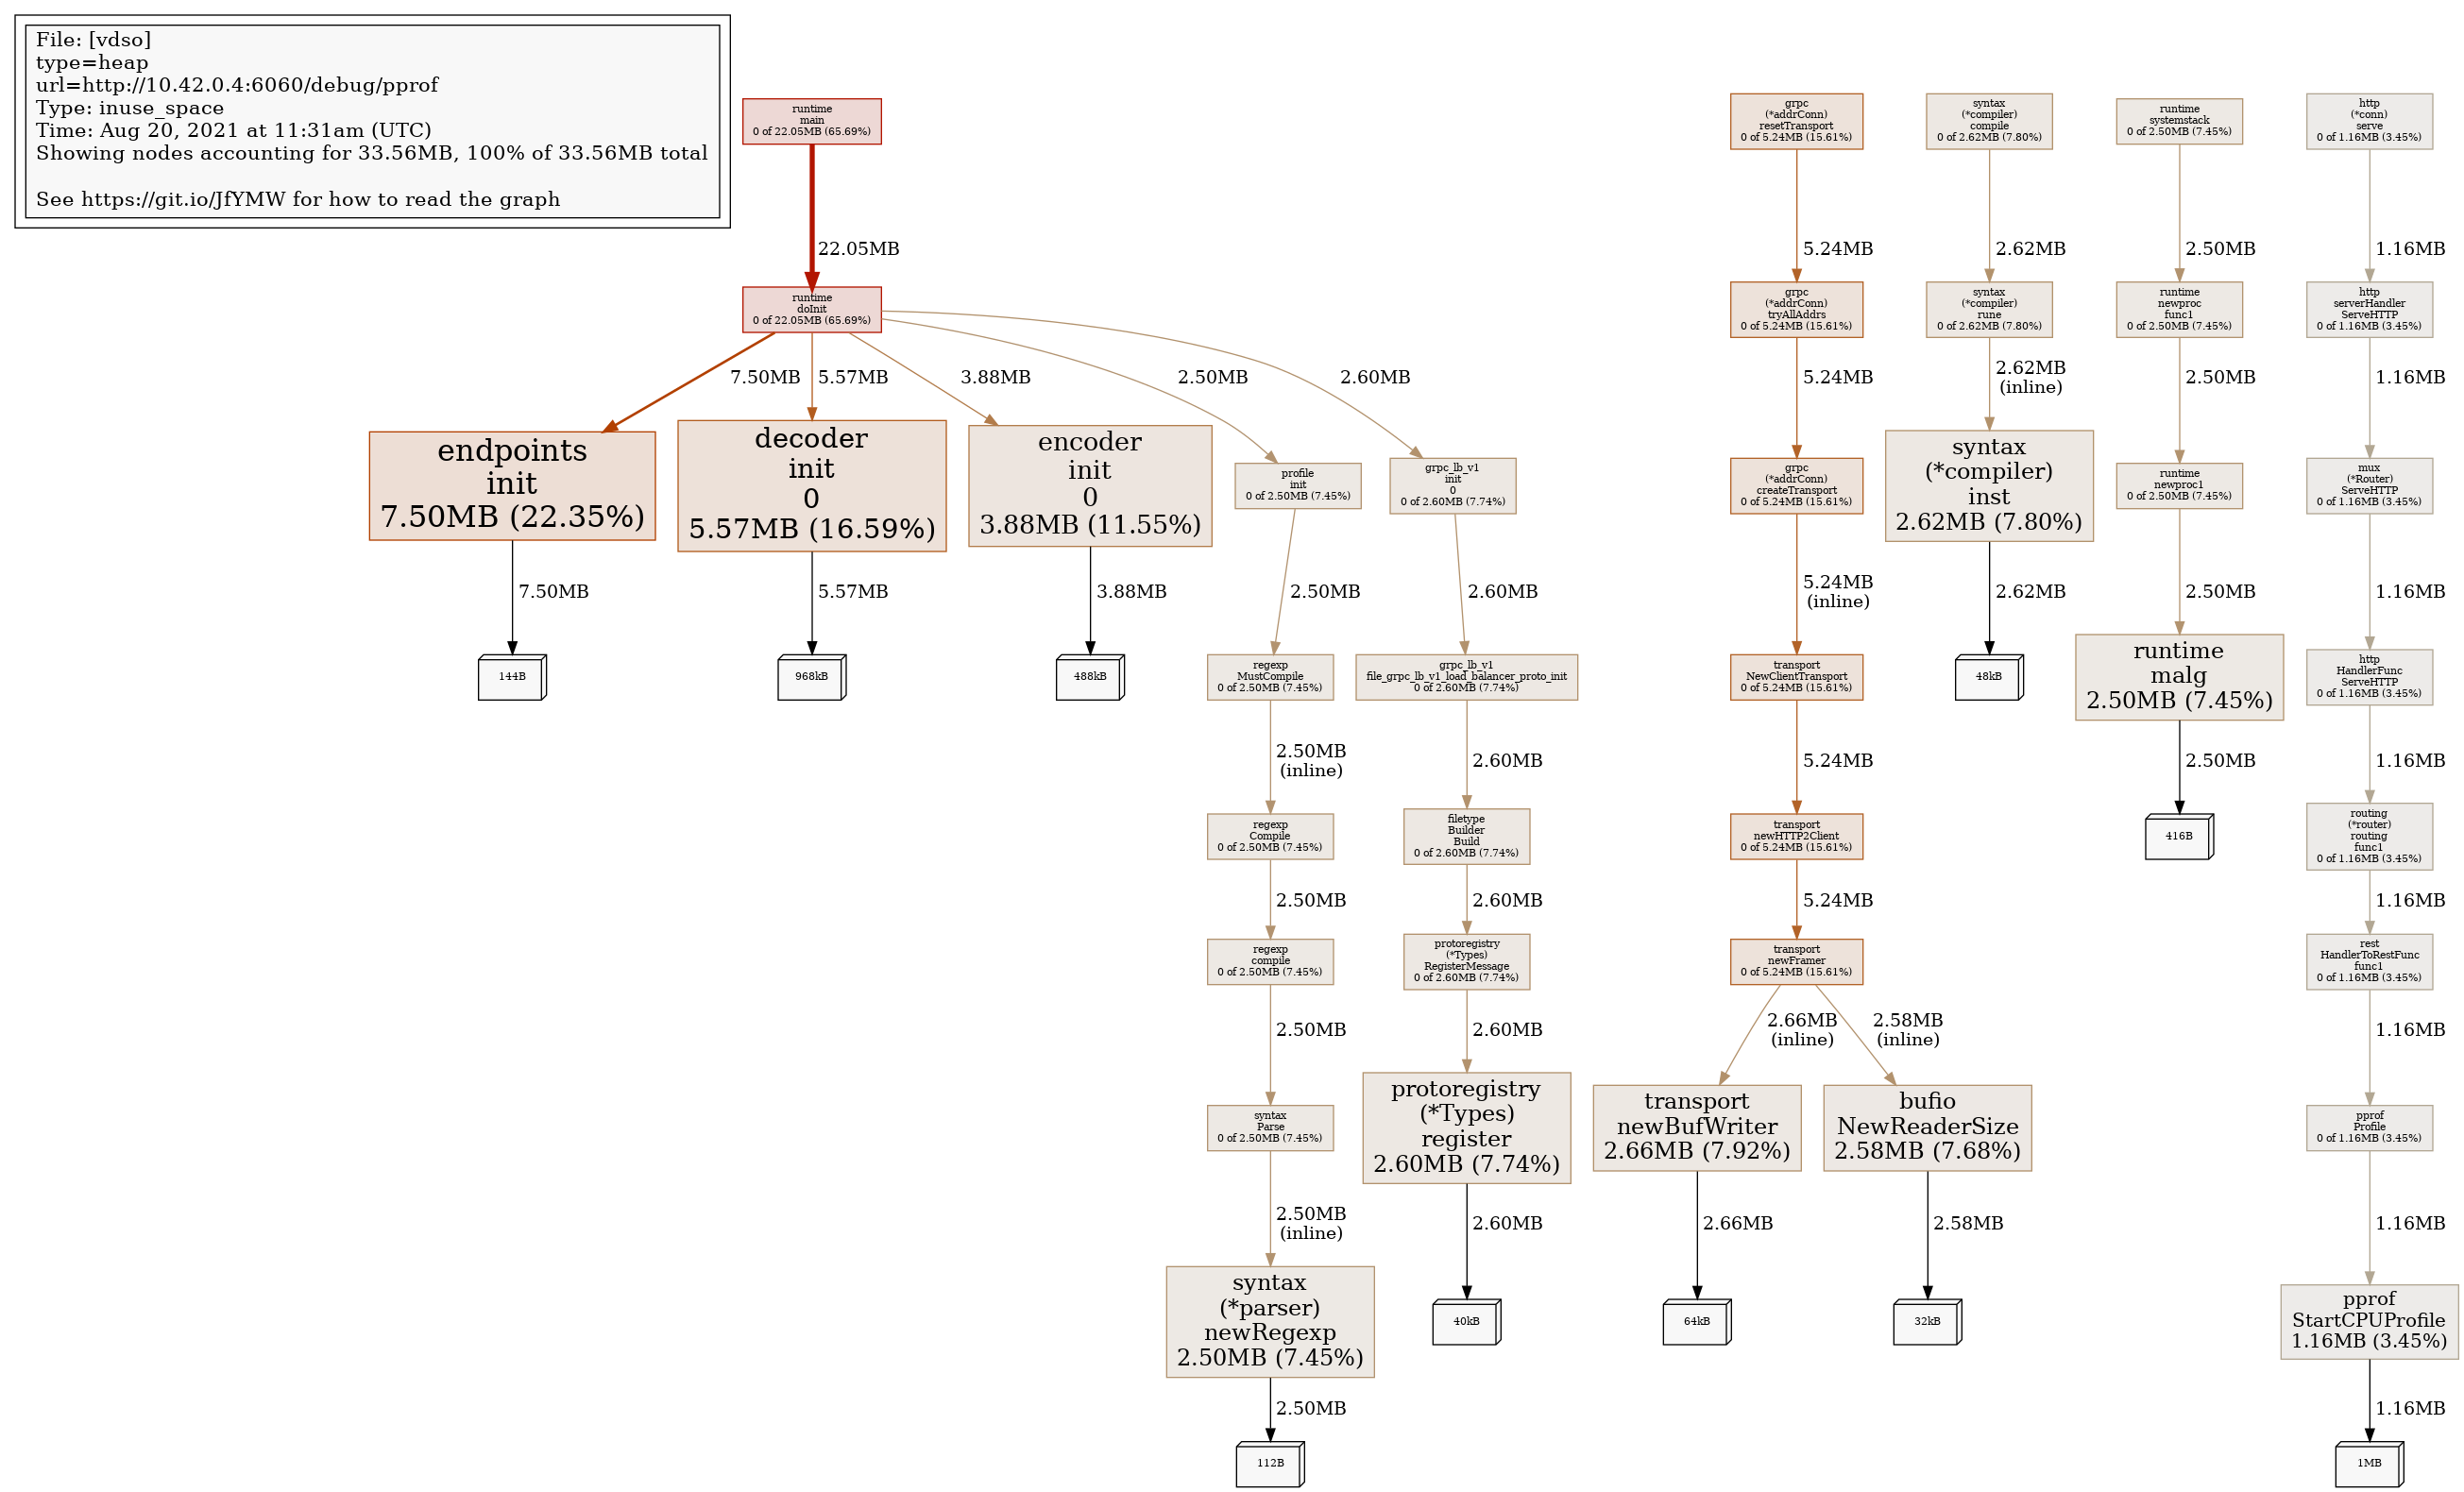 File: [vdso]
type=heap
url=http://10.42.0.4:6060/debug/pprof
Type: inuse_space
Time: Aug 20, 2021 at 11:31am (UTC)
Showing nodes accounting for 33.56MB, 100% of 33.56MB total
See https://git.io/JfYMW for how to read the graph
runtime
main
0 of 22.05MB (65.69%)
grpc
(*addrConn)
resetTransport
0 of 5.24MB (15.61%)
syntax
(*compiler)
compile
0 of 2.62MB (7.80%)
runtime
systemstack
0 of 2.50MB (7.45%)
http
(*conn)
serve
0 of 1.16MB (3.45%)
22.05MB
5.24MB
2.62MB
2.50MB
1.16MB
runtime
doInit
0 of 22.05MB (65.69%)
grpc
(*addrConn)
tryAllAddrs
0 of 5.24MB (15.61%)
syntax
(*compiler)
rune
0 of 2.62MB (7.80%)
runtime
newproc
func1
0 of 2.50MB (7.45%)
http
serverHandler
ServeHTTP
0 of 1.16MB (3.45%)
7.50MB
5.57MB
3.88MB
2.50MB
2.60MB
5.24MB
2.62MB
(inline)
2.50MB
1.16MB
endpoints
init
7.50MB (22.35%)
decoder
init
0
5.57MB (16.59%)
encoder
init
0
3.88MB (11.55%)
profile
init
0 of 2.50MB (7.45%)
grpc_lb_v1
init
0
0 of 2.60MB (7.74%)
grpc
(*addrConn)
createTransport
0 of 5.24MB (15.61%)
syntax
(*compiler)
inst
2.62MB (7.80%)
runtime
newproc1
0 of 2.50MB (7.45%)
mux
(*Router)
ServeHTTP
0 of 1.16MB (3.45%)
7.50MB
5.57MB
3.88MB
2.50MB
2.60MB
5.24MB
(inline)
2.62MB
2.50MB
1.16MB
144B
968kB
488kB
regexp
MustCompile
0 of 2.50MB (7.45%)
grpc_lb_v1
file_grpc_lb_v1_load_balancer_proto_init
0 of 2.60MB (7.74%)
transport
NewClientTransport
0 of 5.24MB (15.61%)
48kB
runtime
malg
2.50MB (7.45%)
http
HandlerFunc
ServeHTTP
0 of 1.16MB (3.45%)
2.50MB
(inline)
2.60MB
5.24MB
2.50MB
1.16MB
regexp
Compile
0 of 2.50MB (7.45%)
filetype
Builder
Build
0 of 2.60MB (7.74%)
transport
newHTTP2Client
0 of 5.24MB (15.61%)
416B
routing
(*router)
routing
func1
0 of 1.16MB (3.45%)
2.50MB
2.60MB
5.24MB
1.16MB
regexp
compile
0 of 2.50MB (7.45%)
protoregistry
(*Types)
RegisterMessage
0 of 2.60MB (7.74%)
transport
newFramer
0 of 5.24MB (15.61%)
rest
HandlerToRestFunc
func1
0 of 1.16MB (3.45%)
2.50MB
2.60MB
2.66MB
(inline)
2.58MB
(inline)
1.16MB
syntax
Parse
0 of 2.50MB (7.45%)
protoregistry
(*Types)
register
2.60MB (7.74%)
transport
newBufWriter
2.66MB (7.92%)
bufio
NewReaderSize
2.58MB (7.68%)
pprof
Profile
0 of 1.16MB (3.45%)
2.50MB
(inline)
2.60MB
2.66MB
2.58MB
1.16MB
syntax
(*parser)
newRegexp
2.50MB (7.45%)
40kB
64kB
32kB
pprof
StartCPUProfile
1.16MB (3.45%)
2.50MB
1.16MB
112B
1MB